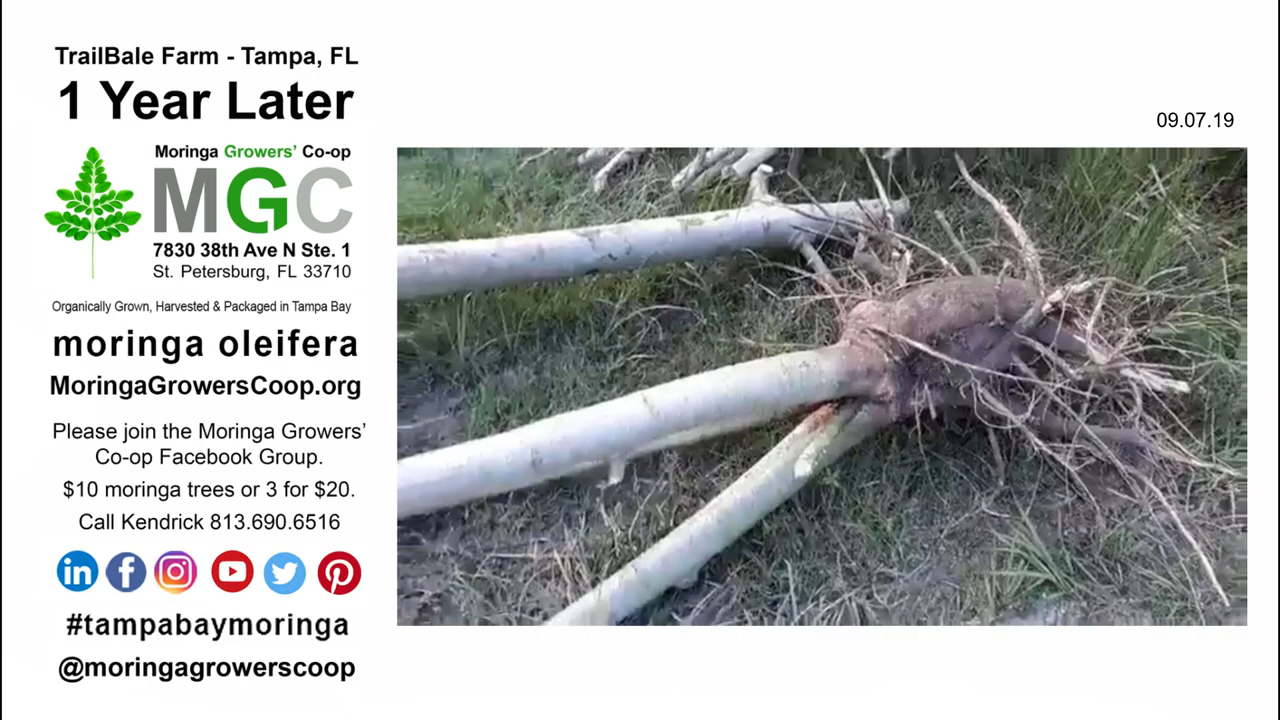 TrailBale Farm - Tampa, FL
1 Year Later
Moringa Growers' Co-op
MGC
7830 38th Ave N Ste. 1
St. Petersburg, FL 33710
Organically Grown, Harvested & Packaged in Tampa Bay
moringa oleifera
MoringaGrowersCoop.org
Please join the Moringa Growers'
Co-op Facebook Group.
$10 moringa trees or 3 for $20.
Call Kendrick 813.690.6516
in f
#tampabaymoringa
@moringagrowerscoop
09.07.19